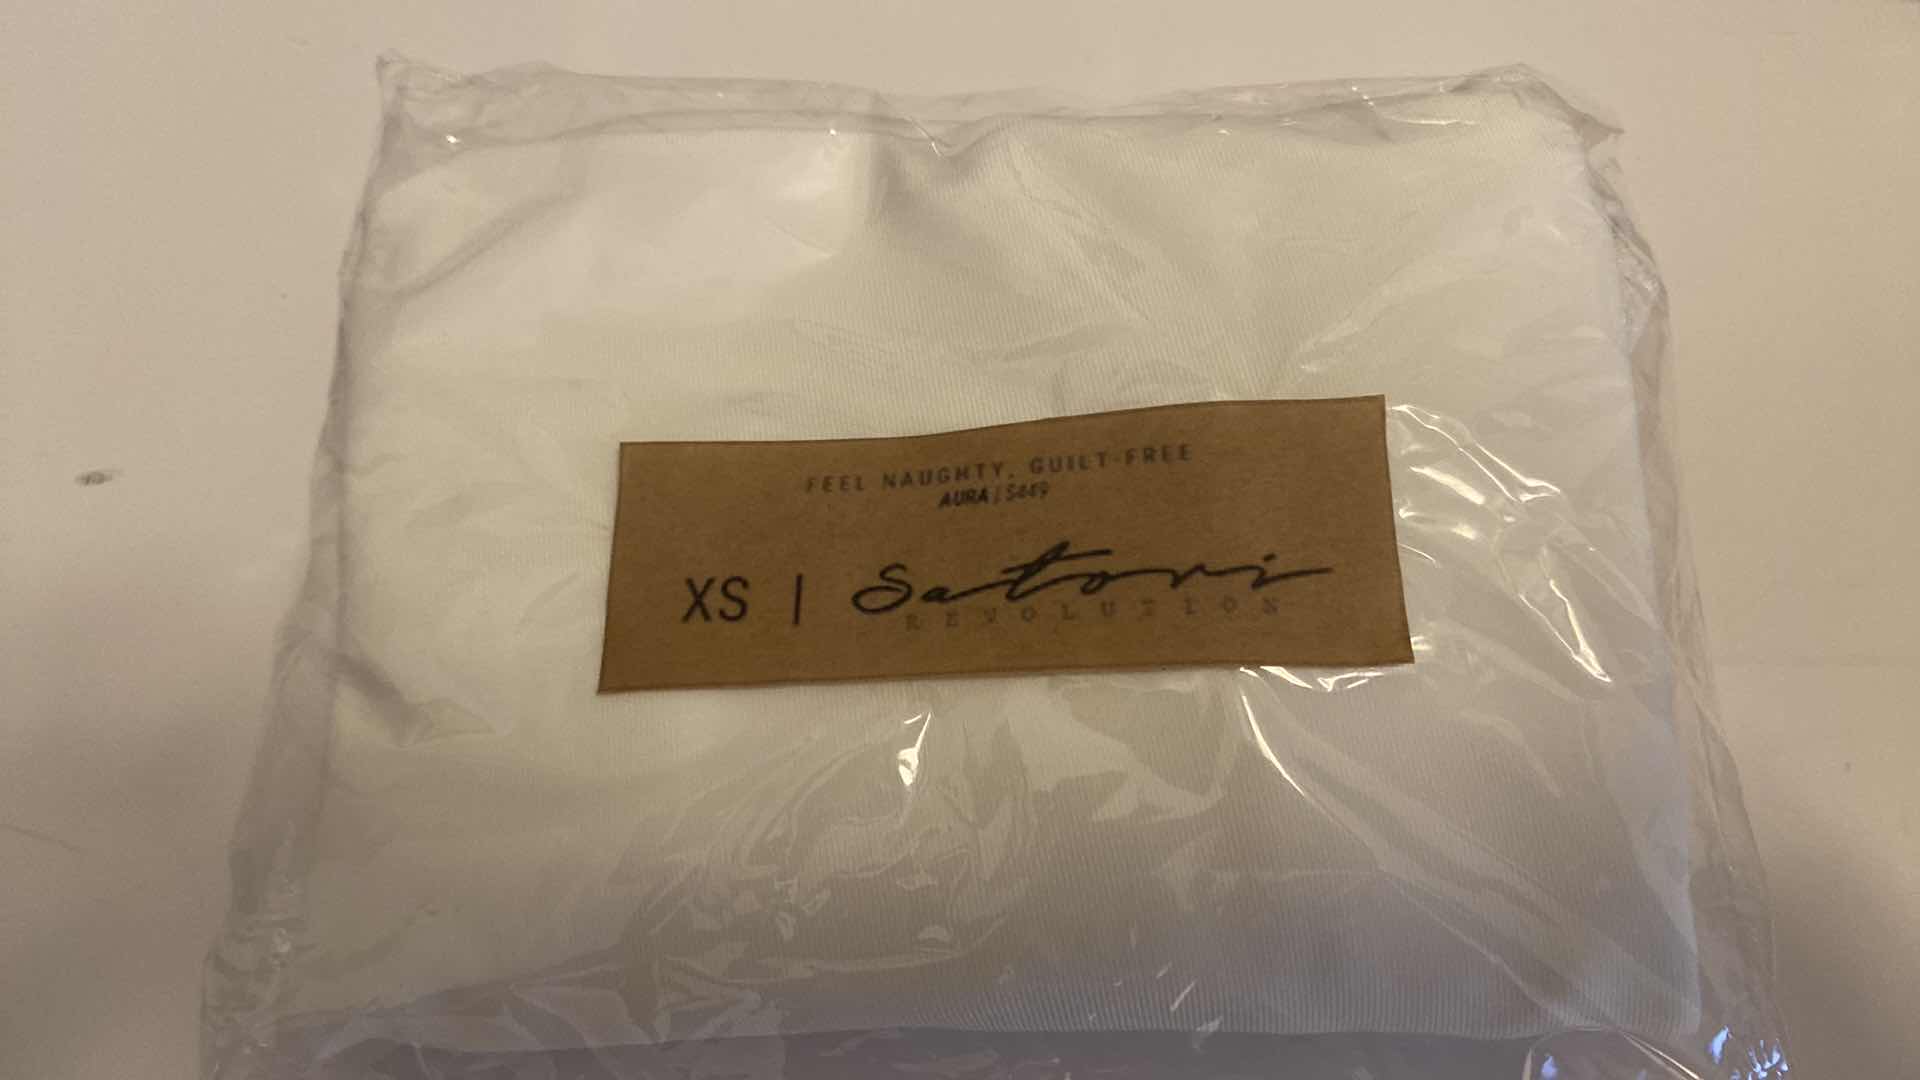 FEEL NAUGHTY, GUILT-FREE
AURA | S449
XS | Satori
REVOLUTION